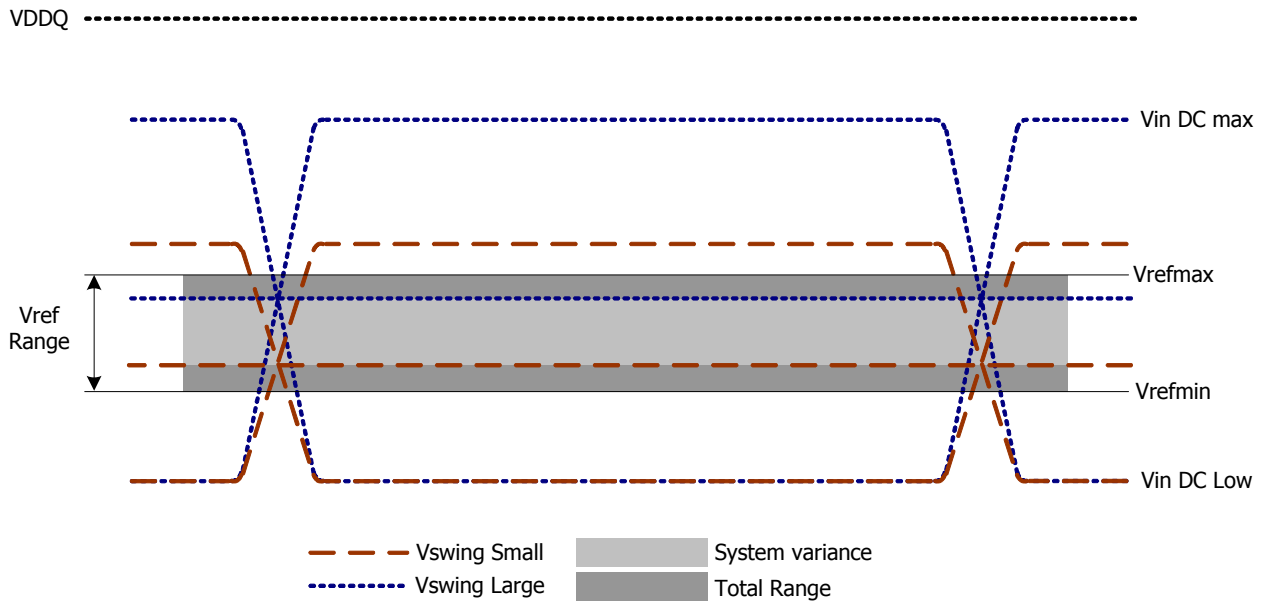 VDDQ
Vin DC max
Vrefmax
Vref
Range
Vrefmin
Vin DC Low
Vswing Small
System variance
Vswing Large
Total Range